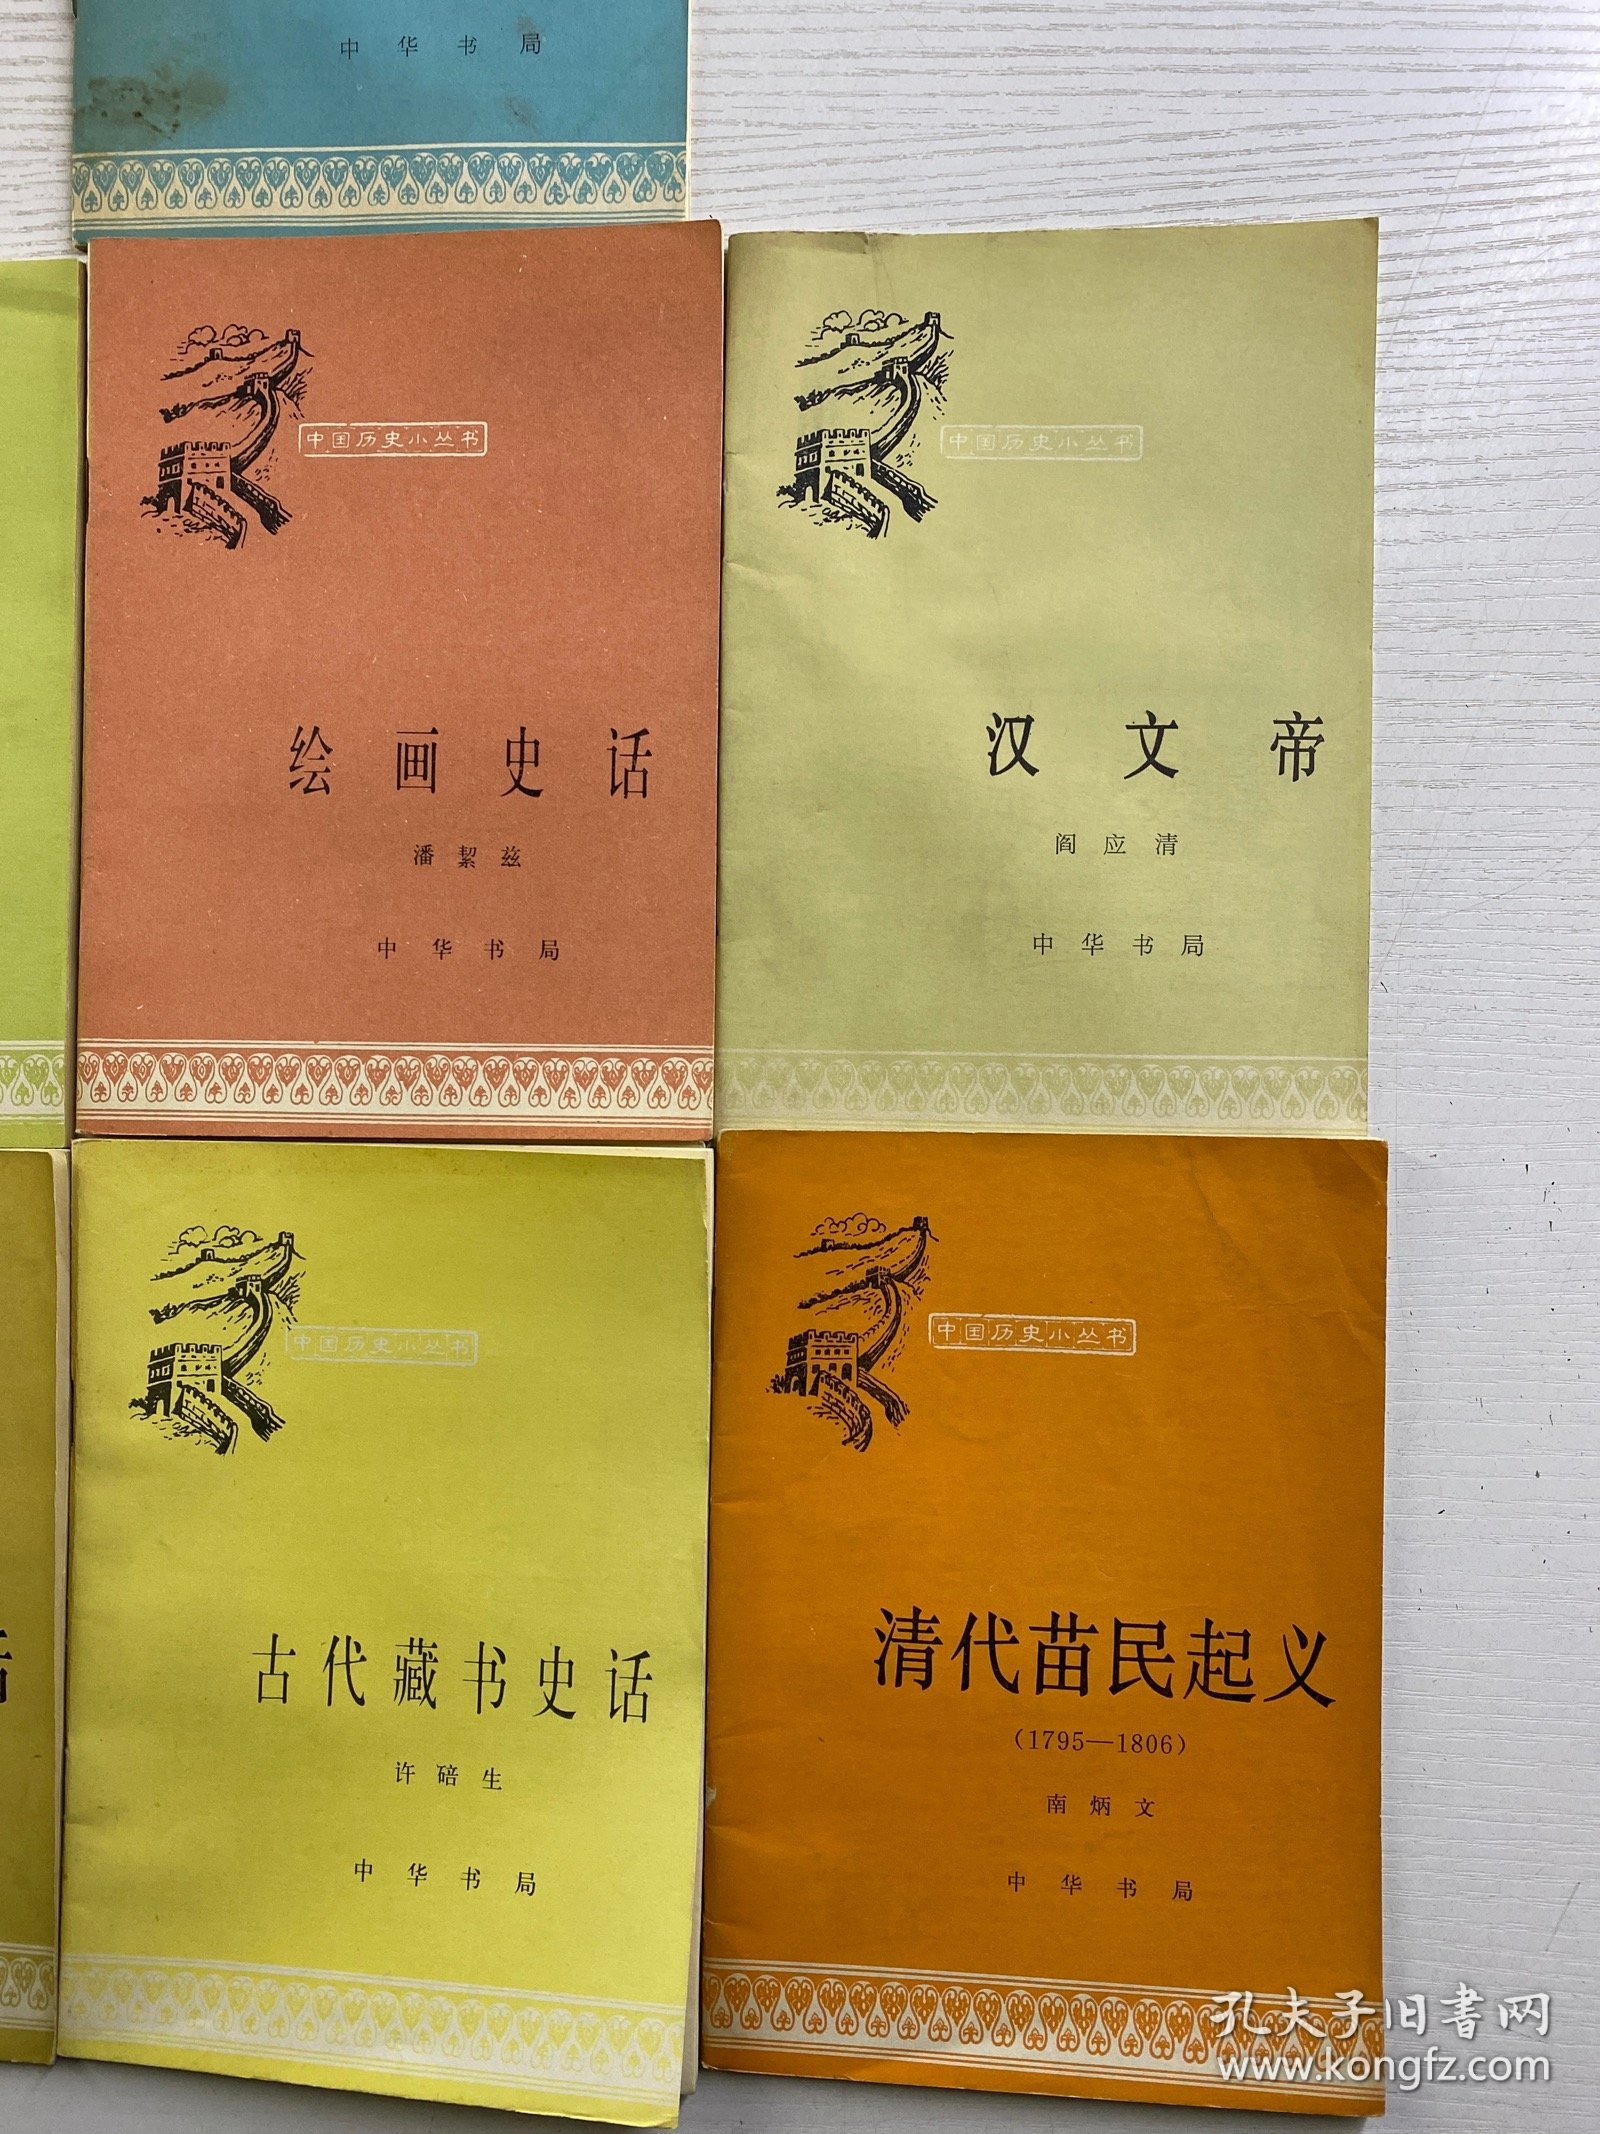 中华书局
中国历史小丛书
绘画史话
潘絜兹
中华书局
中国历史小丛书
汉文帝
阎应清
中华书局
中国历史小丛书
古代藏书史话
许碚生
中华书局
中国历史小丛书
清代苗民起义
(1795—1806)
南炳文
中华书局
话
孔夫子旧書网
www.kongfz.com